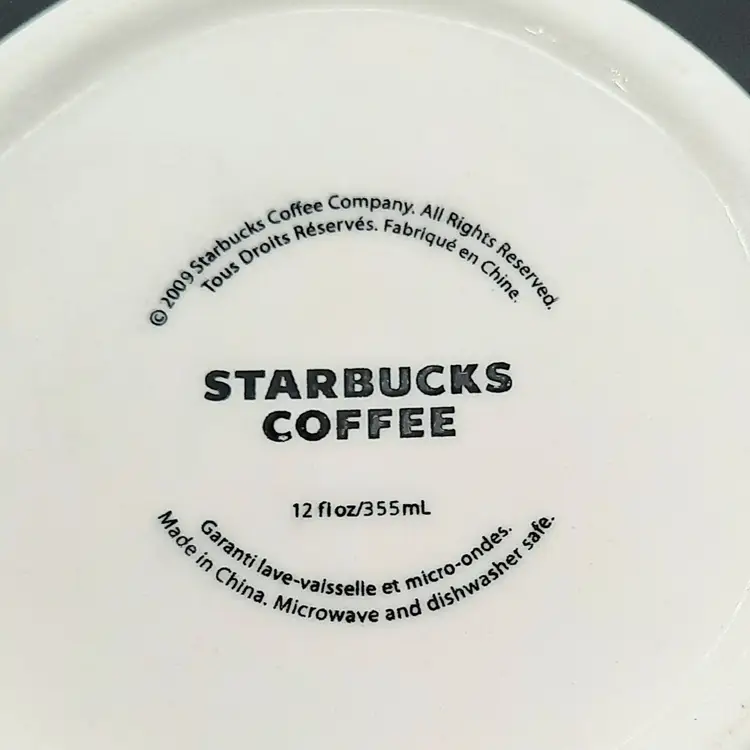 © 2009 Starbucks Coffee Company. All Rights Reserved.
Tous Droits Réservés. Fabriqué en Chine.
STARBUCKS
COFFEE
12 fl oz/355mL
Garanti lave-vaisselle et micro-ondes.
Made in China. Microwave and dishwasher safe.